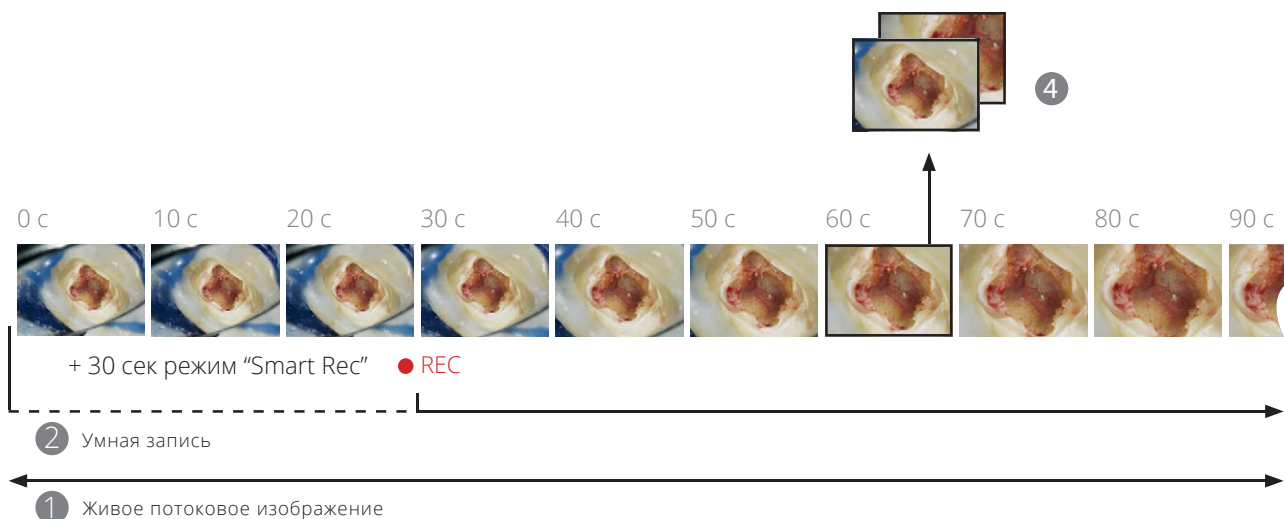 4
0 с 10 с 20 с 30 с 40 с 50 с 60 с 70 с 80 с 90 с
+ 30 сек режим “Smart Rec” REC
2 Умная запись
1 Живое потоковое изображение